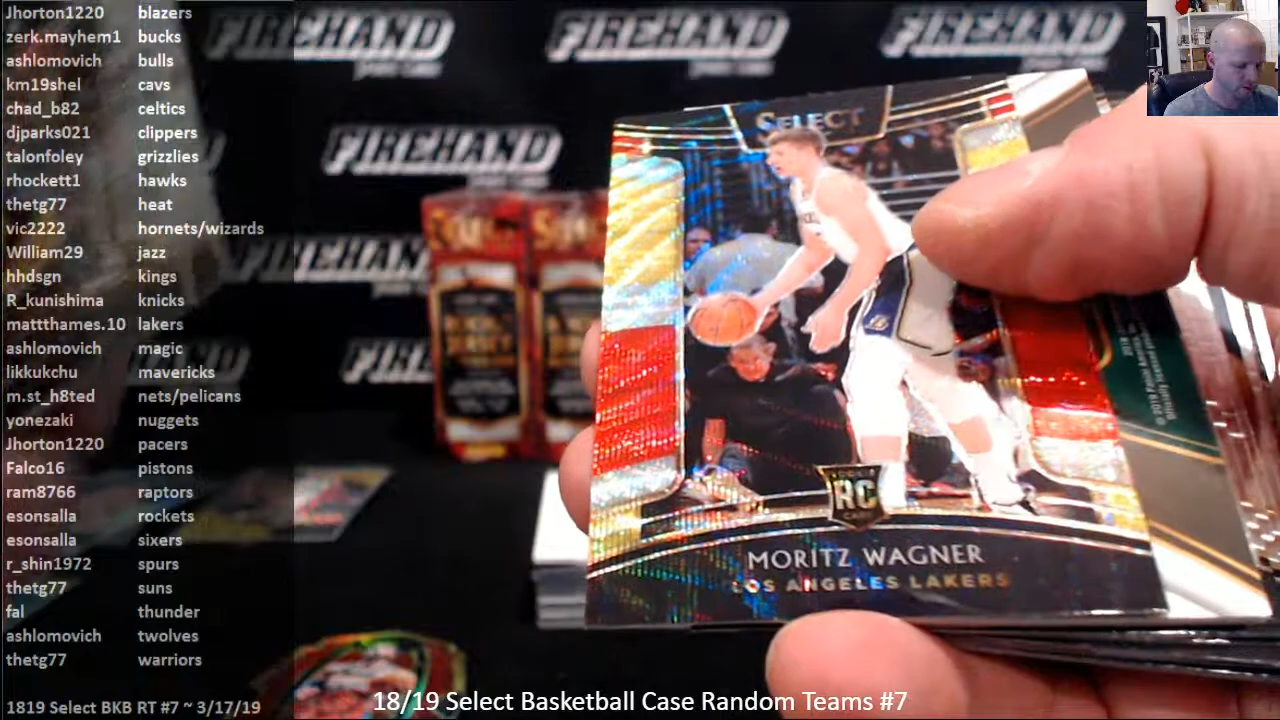 Jhorton1220 blazers
zerk.mayhem1 bucks
ashlomovich bulls
km19shel cavs
chad_b82 celtics
djparks021 clippers
talonfoley grizzlies
rhockett1 hawks
thetg77 heat
vic2222 hornets/wizards
William29 jazz
hhdsgn kings
R_kunishima knicks
mattthames.10 lakers
ashlomovich magic
likkukchu mavericks
m.st_h8ted nets/pelicans
yonezaki nuggets
Jhorton1220 pacers
Falco16 pistons
ram8766 raptors
esonsalla rockets
esonsalla sixers
r_shin1972 spurs
thetg77 suns
fal thunder
ashlomovich twolves
thetg77 warriors
1819 Select BKB RT #7 ~ 3/17/19
FIREHAND
FIREHAND
FIREHAND
FIREHAND
SELECT
RC
MORITZ WAGNER
LOS ANGELES LAKERS
18/19 Select Basketball Case Random Teams #7